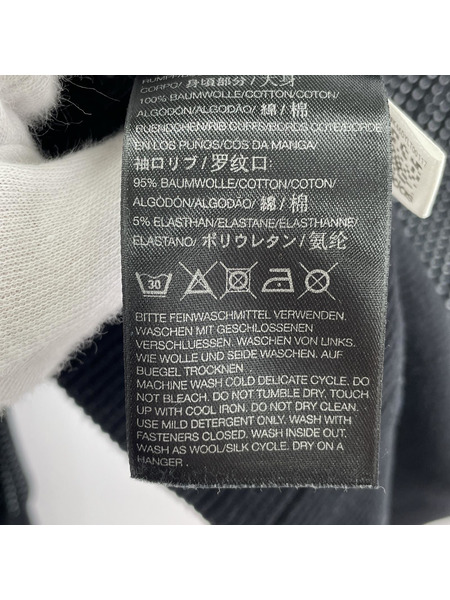 CORPO/身頃部分/大身
100% BAUMWOLLE/COTTON/COTON/
ALGODÓN/ALGODÃO/綿/棉
BUENDCHEN/RIB CUFFS/BORDS CÔTE/BORDE
EN LOS PUNOS/CÓS DA MANGA/
袖口リブ/罗纹口
95% BAUMWOLLE/COTTON/COTON/
ALGODÓN/ALGODÃO/綿/棉
5% ELASTHAN/ELASTANE/ÉLASTHANNE/
ELASTANO/ポリウレタン/氨纶
30
BITTE FEINWASCHMITTEL VERWENDEN.
WASCHEN MIT GESCHLOSSENEN
VERSCHLUESSEN. WASCHEN VON LINKS.
WIE WOLLE UND SEIDE WASCHEN. AUF
BUEGEL TROCKNEN
MACHINE WASH COLD DELICATE CYCLE. DO
NOT BLEACH. DO NOT TUMBLE DRY. TOUCH
UP WITH COOL IRON. DO NOT DRY CLEAN.
USE MILD DETERGENT ONLY. WASH WITH
FASTENERS CLOSED. WASH INSIDE OUT.
WASH AS WOOL/SILK CYCLE. DRY ON A
HANGER .